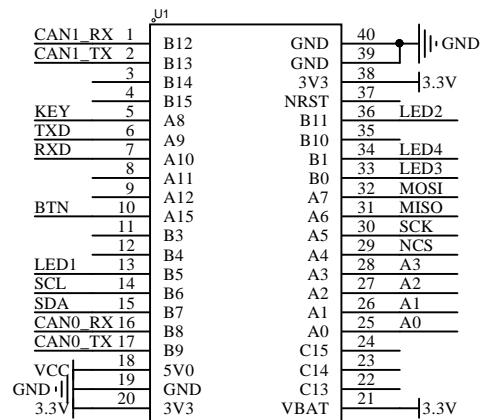 U1
CAN1_RX 1 B12 GND 40 GND
CAN1_TX 2 B13 GND 39
3 B14 3V3 38 3.3V
4 B15 NRST 37
KEY 5 A8 B11 36 LED2
TXD 6 A9 B10 35
RXD 7 A10 B1 34 LED4
8 A11 B0 33 LED3
9 A12 A7 32 MOSI
BTN 10 A15 A6 31 MISO
11 B3 A5 30 SCK
12 B4 A4 29 NCS
LED1 13 B5 A3 28 A3
SCL 14 B6 A2 27 A2
SDA 15 B7 A1 26 A1
CAN0_RX 16 B8 A0 25 A0
CAN0_TX 17 B9 C15 24
VCC 18 5V0 C14 23
GND 19 GND C13 22
3.3V 20 3V3 VBAT 21 3.3V